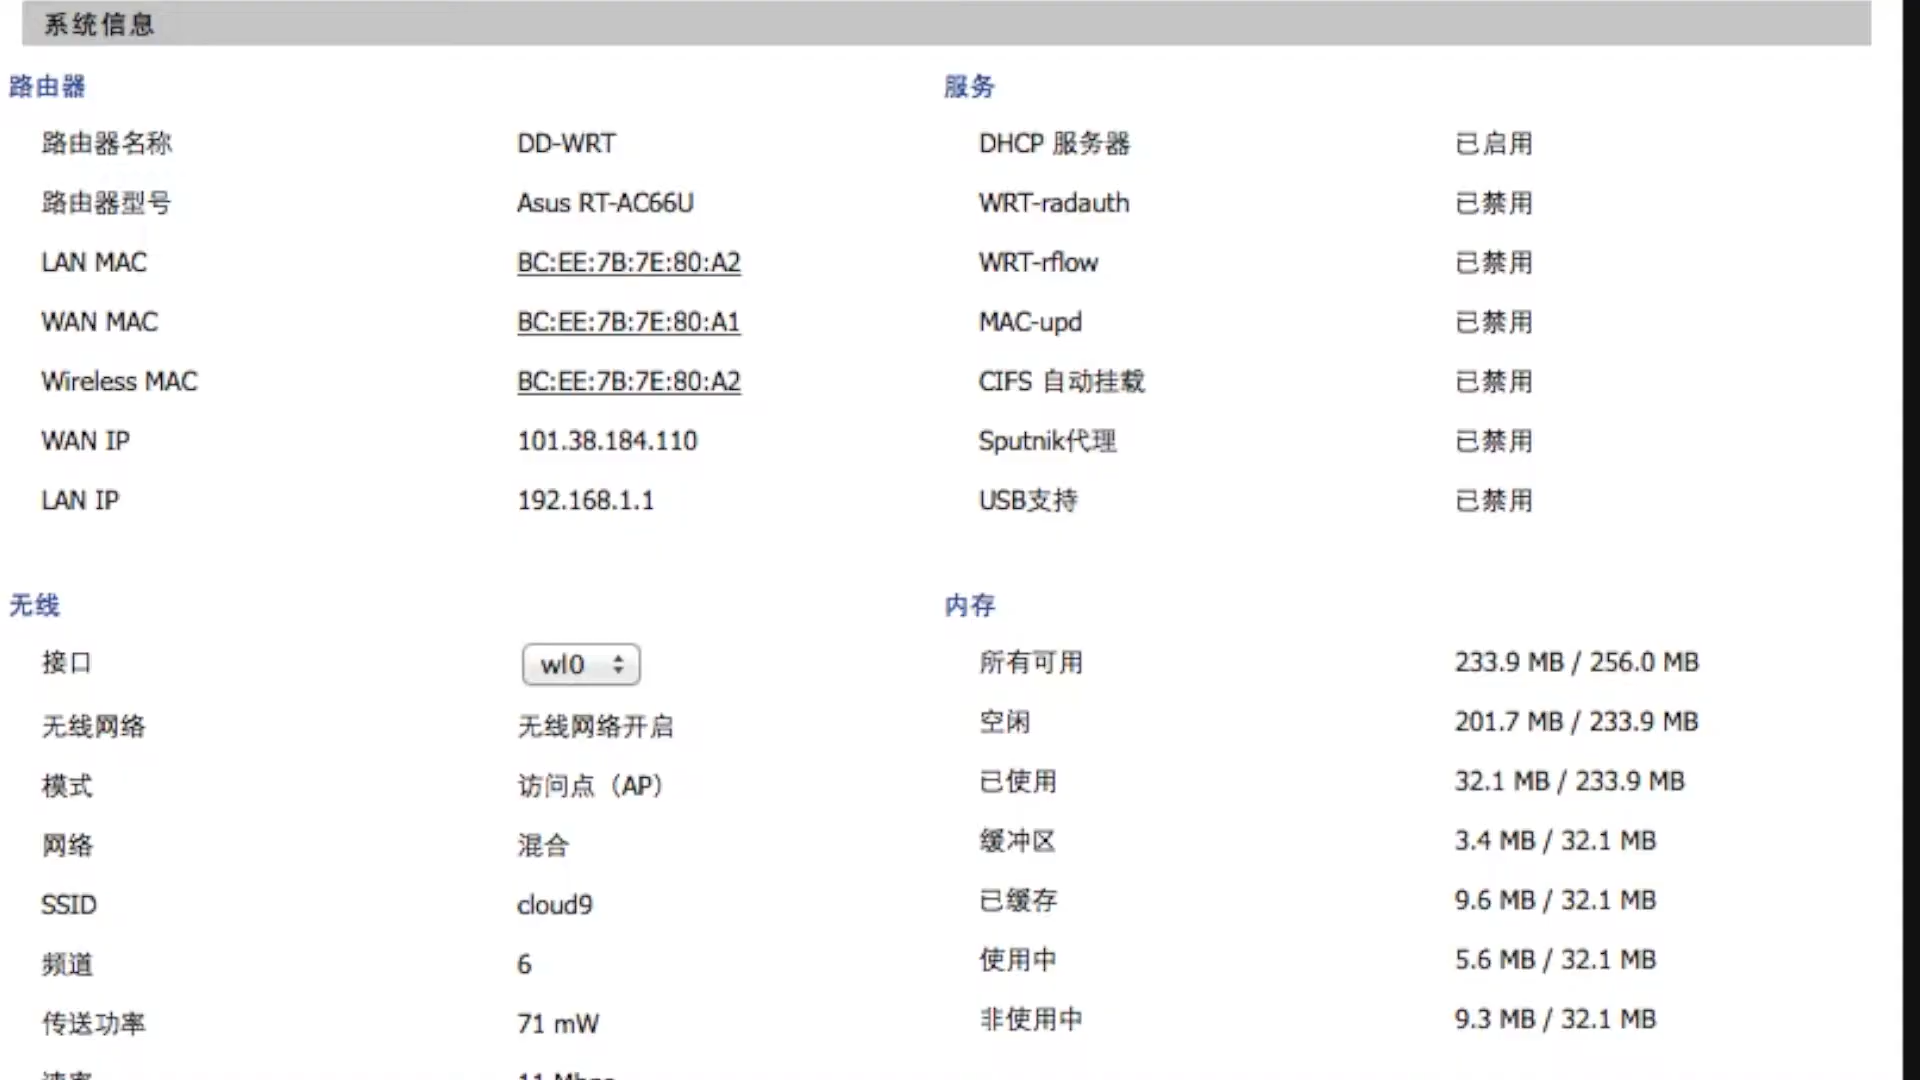 系统信息
路由器
路由器名称 DD-WRT
路由器型号 Asus RT-AC66U
LAN MAC BC:EE:7B:7E:80:A2
WAN MAC BC:EE:7B:7E:80:A1
Wireless MAC BC:EE:7B:7E:80:A2
WAN IP 101.38.184.110
LAN IP 192.168.1.1
服务
DHCP 服务器 已启用
WRT-radauth 已禁用
WRT-rflow 已禁用
MAC-upd 已禁用
CIFS 自动挂载 已禁用
Sputnik代理 已禁用
USB支持 已禁用
无线
接口 wl0
无线网络 无线网络开启
模式 访问点（AP）
网络 混合
SSID cloud9
频道 6
传送功率 71 mW
内存
所有可用 233.9 MB / 256.0 MB
空闲 201.7 MB / 233.9 MB
已使用 32.1 MB / 233.9 MB
缓冲区 3.4 MB / 32.1 MB
已缓存 9.6 MB / 32.1 MB
使用中 5.6 MB / 32.1 MB
非使用中 9.3 MB / 32.1 MB